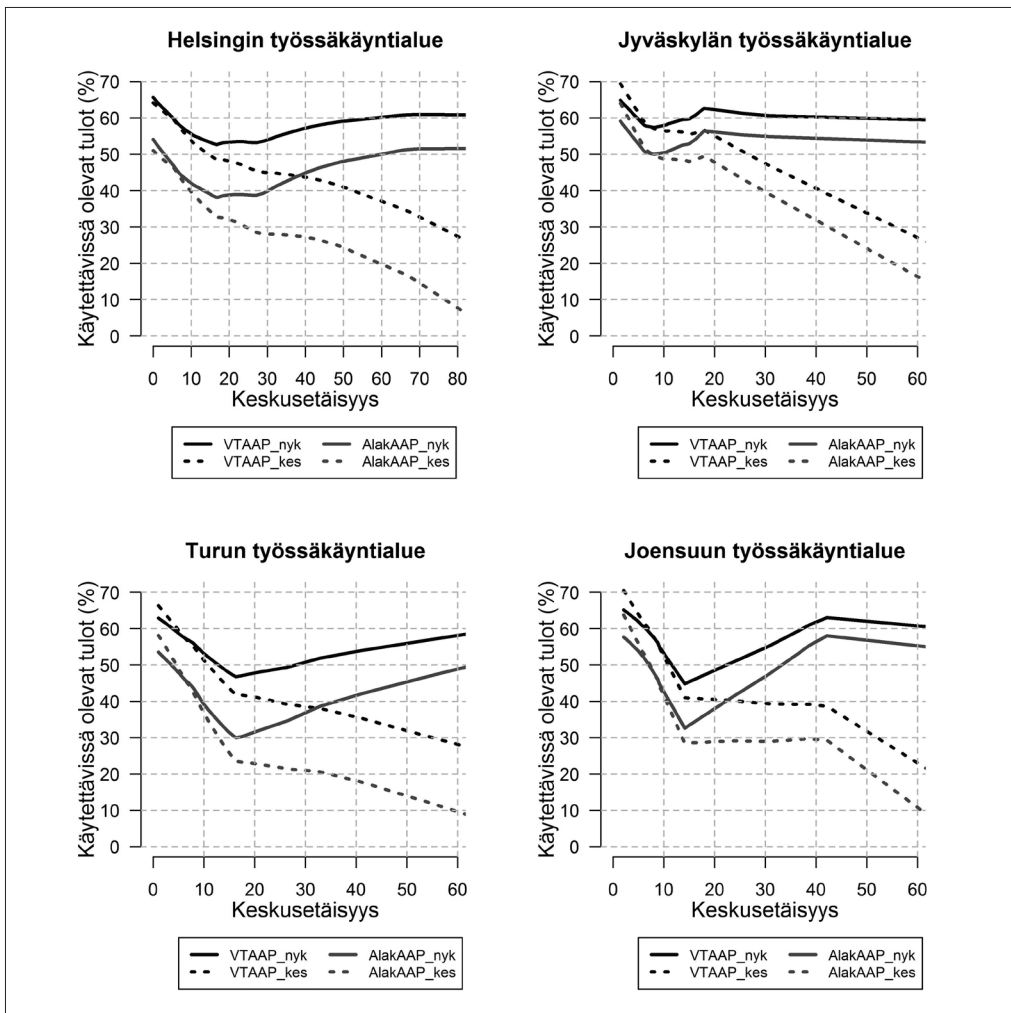 Helsingin työssäkäyntialue
Käytettävissä olevat tulot (%)
70
60
50
40
30
20
10
0
0 10 20 30 40 50 60 70 80
Keskusetäisyys
VTAAP_nyk AlakAAP_nyk
VTAAP_kes AlakAAP_kes
Jyväskylän työssäkäyntialue
Käytettävissä olevat tulot (%)
70
60
50
40
30
20
10
0
0 10 20 30 40 50 60
Keskusetäisyys
VTAAP_nyk AlakAAP_nyk
VTAAP_kes AlakAAP_kes
Turun työssäkäyntialue
Käytettävissä olevat tulot (%)
70
60
50
40
30
20
10
0
0 10 20 30 40 50 60
Keskusetäisyys
VTAAP_nyk AlakAAP_nyk
VTAAP_kes AlakAAP_kes
Joensuun työssäkäyntialue
Käytettävissä olevat tulot (%)
70
60
50
40
30
20
10
0
0 10 20 30 40 50 60
Keskusetäisyys
VTAAP_nyk AlakAAP_nyk
VTAAP_kes AlakAAP_kes